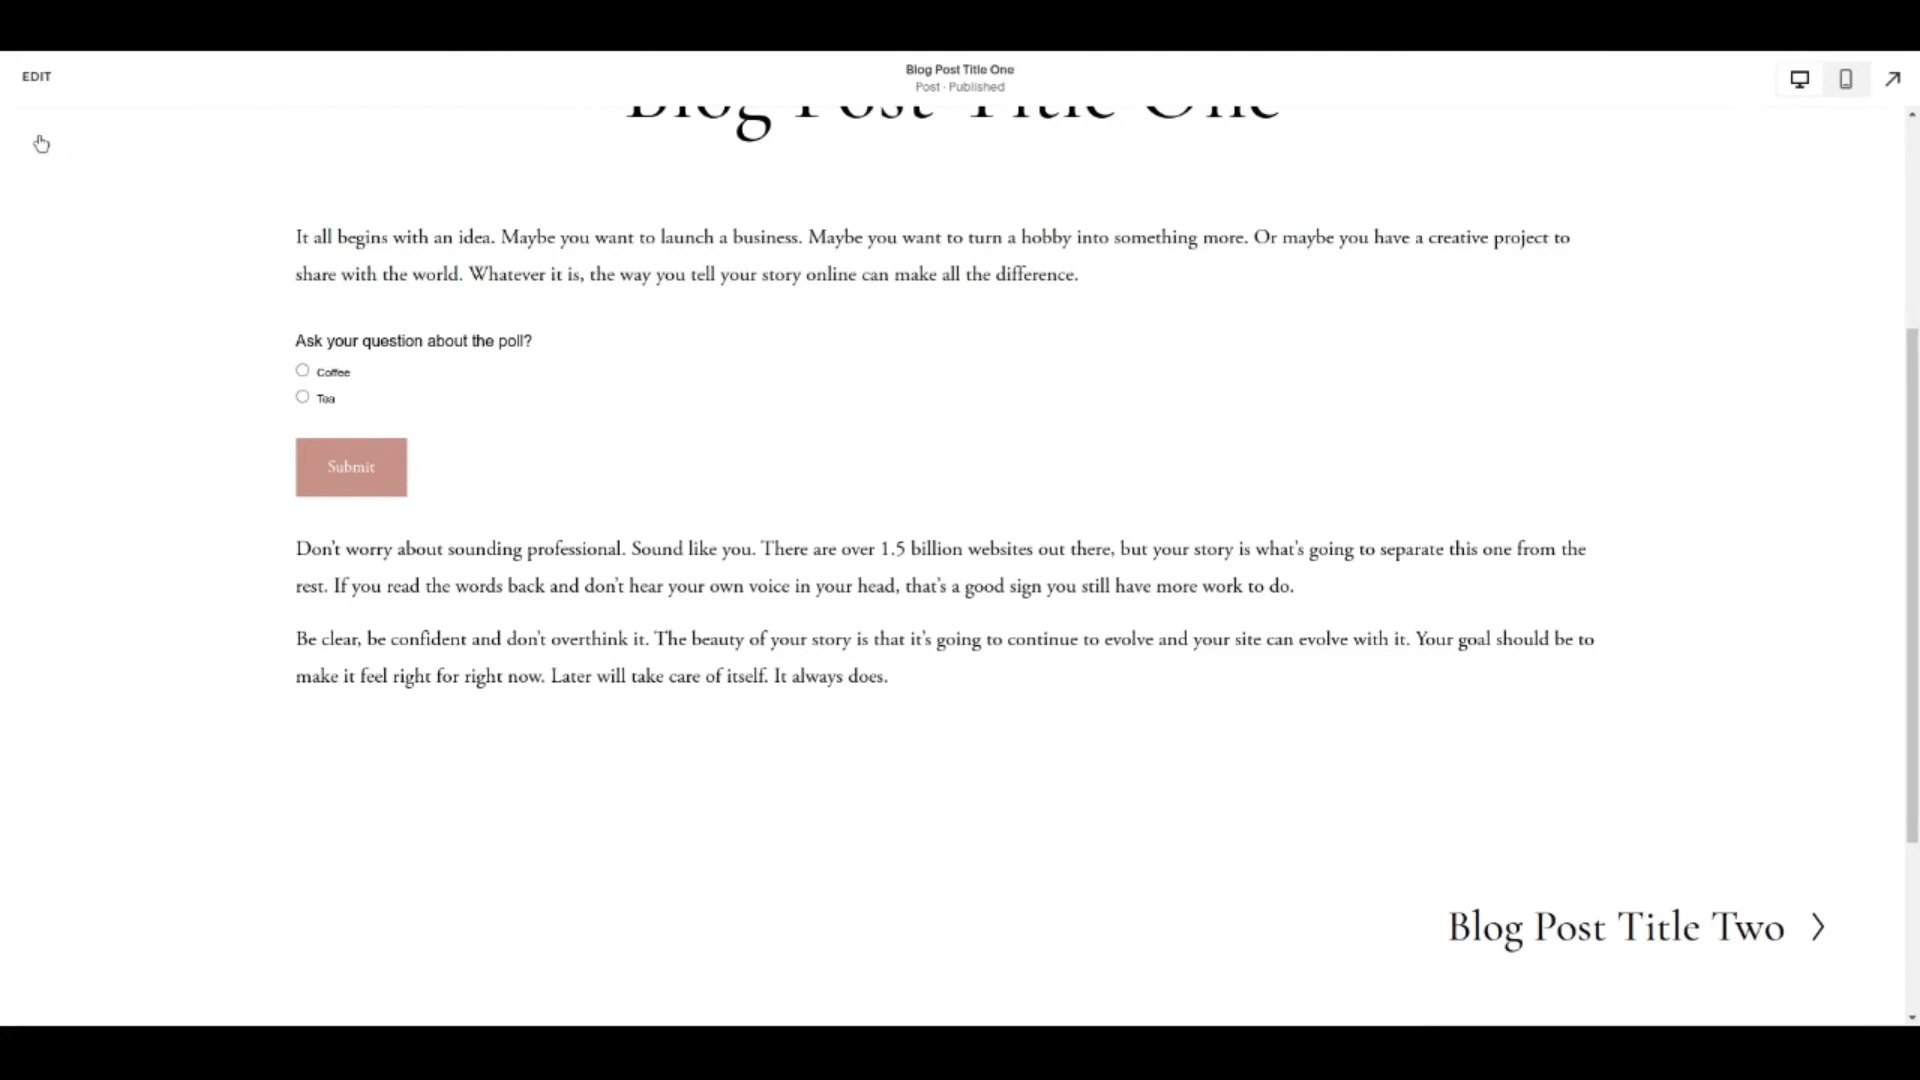 EDIT
Blog Post Title One
Post · Published
Blog Post Title One
It all begins with an idea. Maybe you want to launch a business. Maybe you want to turn a hobby into something more. Or maybe you have a creative project to
share with the world. Whatever it is, the way you tell your story online can make all the difference.
Ask your question about the poll?
Coffee
Tea
Submit
Don't worry about sounding professional. Sound like you. There are over 1.5 billion websites out there, but your story is what's going to separate this one from the
rest. If you read the words back and don't hear your own voice in your head, that's a good sign you still have more work to do.
Be clear, be confident and don't overthink it. The beauty of your story is that it's going to continue to evolve and your site can evolve with it. Your goal should be to
make it feel right for right now. Later will take care of itself. It always does.
Blog Post Title Two